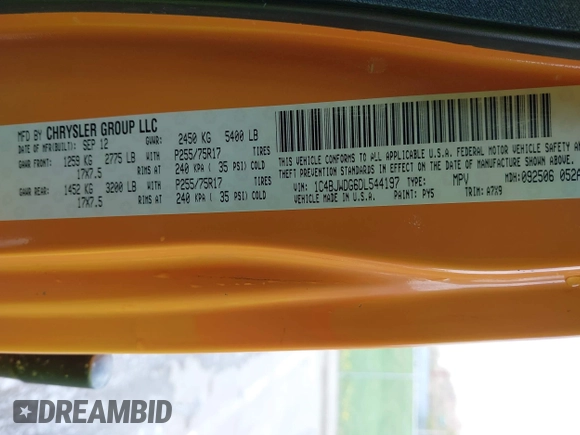 MFD BY CHRYSLER GROUP LLC
DATE OF MFR(BUILT): SEP 12 GVWR: 2450 KG 5400 LB
GAWR FRONT: 1259 KG 2775 LB WITH P255/75R17 TIRES
17X7.5 RIMS AT 240 KPA ( 35 PSI) COLD
GAWR REAR: 1452 KG 3200 LB WITH P255/75R17 TIRES
17X7.5 RIMS AT 240 KPA ( 35 PSI) COLD
THIS VEHICLE CONFORMS TO ALL APPLICABLE U.S.A. FEDERAL MOTOR VEHICLE SAFETY AN
THEFT PREVENTION STANDARDS IN EFFECT ON THE DATE OF MANUFACTURE SHOWN ABOVE.
VIN: 1C4BJWDG6DL544197 TYPE: MPV MDH:092506 052A
VEHICLE MADE IN U.S.A. PAINT: PY5 TRIM: A7X9
DREAMBID